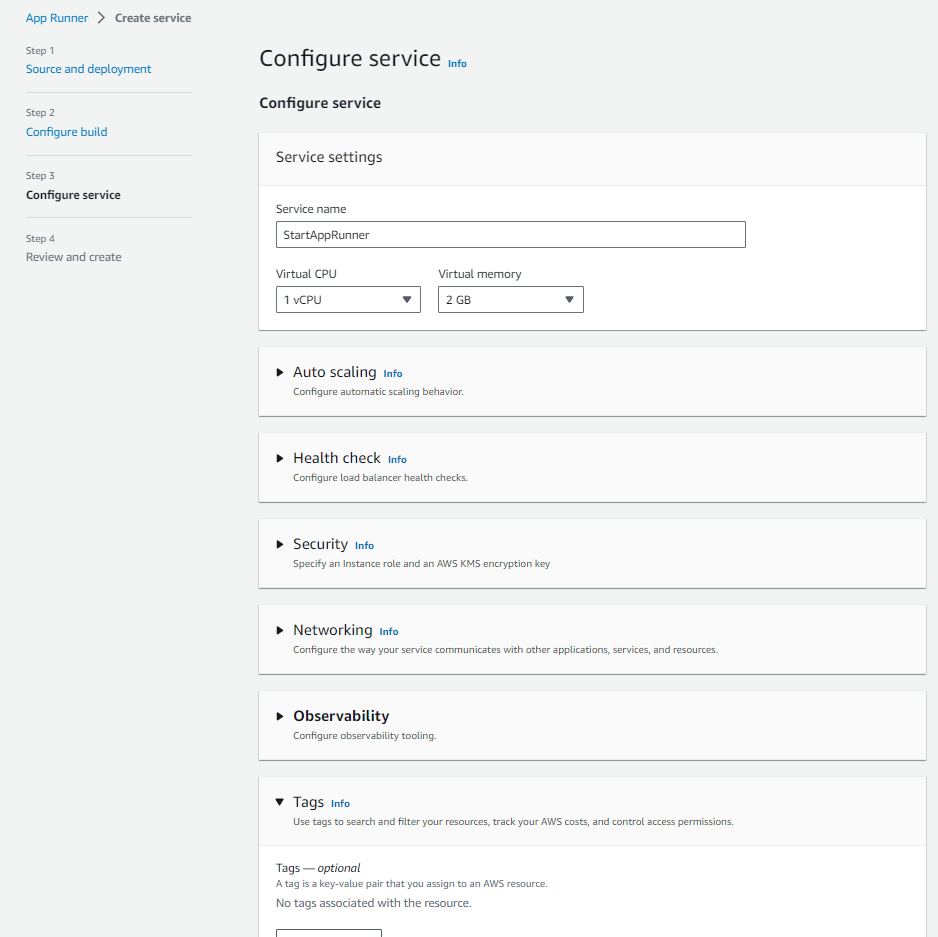 App Runner > Create service
Step 1
Source and deployment
Step 2
Configure build
Step 3
Configure service
Step 4
Review and create
Configure service Info
Configure service
Service settings
Service name
StartAppRunner
Virtual CPU Virtual memory
1 vCPU 2 GB
Auto scaling Info
Configure automatic scaling behavior.
Health check Info
Configure load balancer health checks.
Security Info
Specify an Instance role and an AWS KMS encryption key
Networking Info
Configure the way your service communicates with other applications, services, and resources.
Observability
Configure observability tooling.
Tags Info
Use tags to search and filter your resources, track your AWS costs, and control access permissions.
Tags — optional
A tag is a key-value pair that you assign to an AWS resource.
No tags associated with the resource.